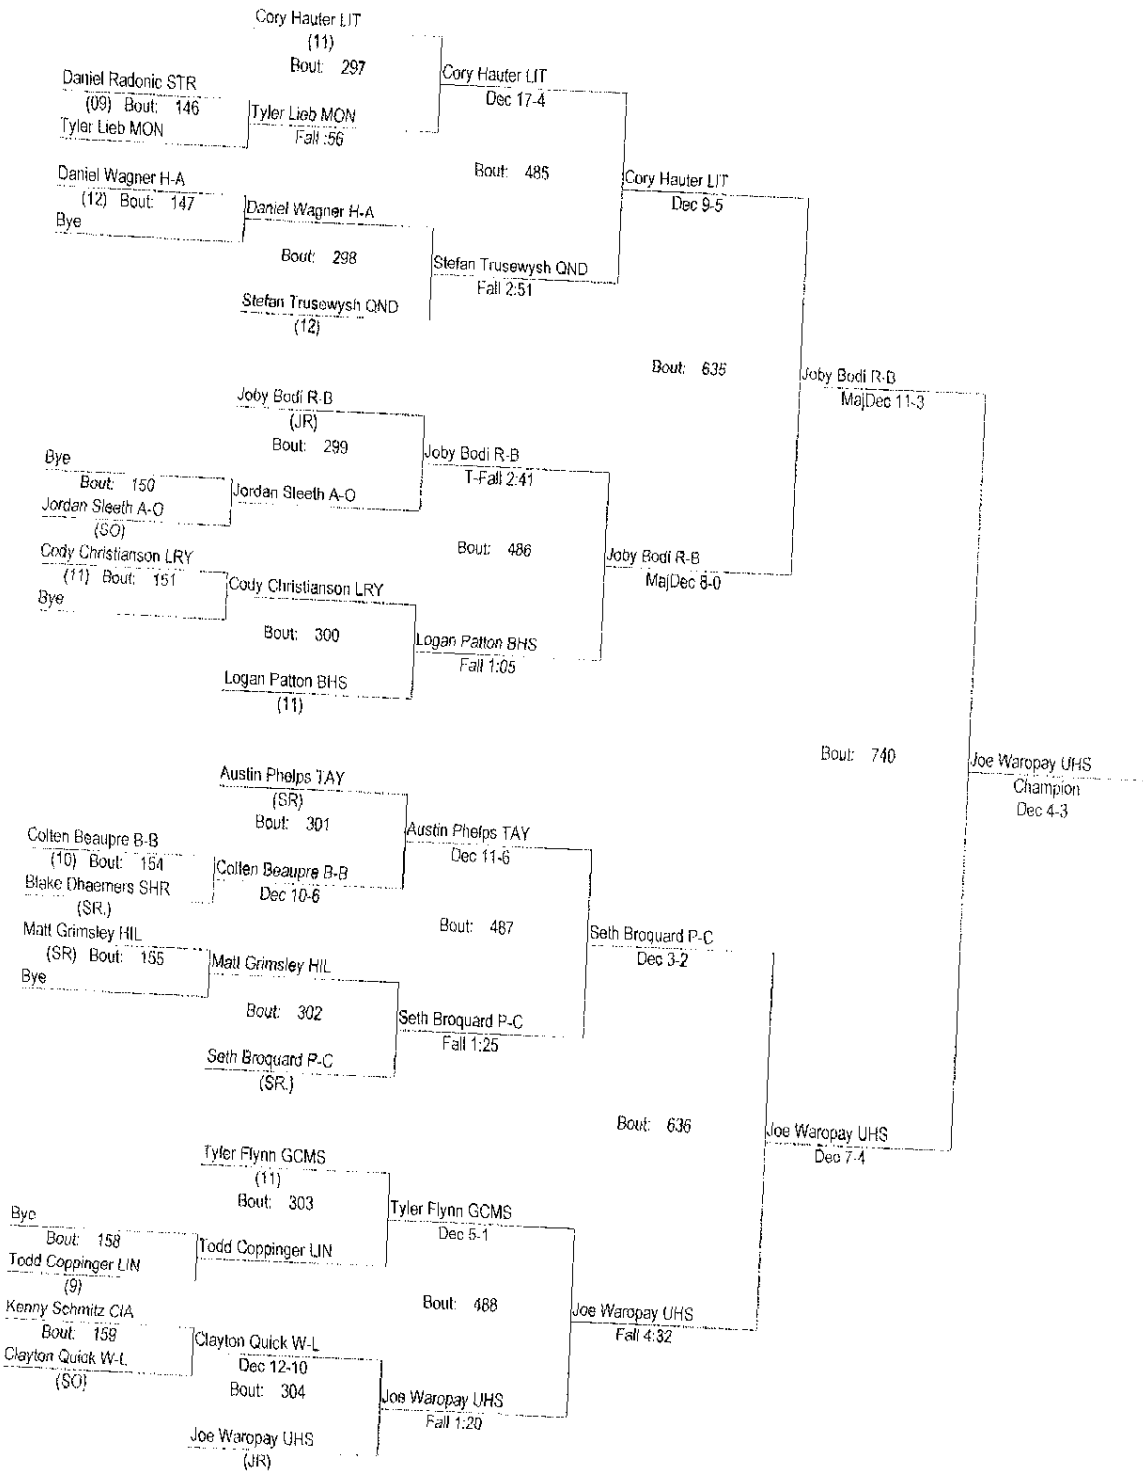 Cory Hauter LIT
(11)
Bout: 297
Daniel Radonic STR
(09) Bout: 146
Tyler Lieb MON
Tyler Lieb MON
Fall :56
Cory Hauter LIT
Dec 17-4
Daniel Wagner H-A
(12) Bout: 147
Bye
Daniel Wagner H-A
Bout: 298
Stefan Trusewysh QND
(12)
Stefan Trusewysh QND
Fall 2:51
Bout: 485
Cory Hauter LIT
Dec 9-5
Joby Bodi R-B
(JR)
Bout: 299
Bye
Bout: 150
Jordan Sleeth A-O
(SO)
Jordan Sleeth A-O
Joby Bodi R-B
T-Fall 2:41
Cody Christianson LRY
(11) Bout: 151
Bye
Cody Christianson LRY
Bout: 300
Logan Patton BHS
(11)
Logan Patton BHS
Fall 1:05
Bout: 486
Joby Bodi R-B
MajDec 8-0
Bout: 635
Joby Bodi R-B
MajDec 11-3
Austin Phelps TAY
(SR)
Bout: 301
Colten Beaupre B-B
(10) Bout: 154
Blake Dhaemers SHR
(SR.)
Colten Beaupre B-B
Dec 10-6
Austin Phelps TAY
Dec 11-6
Matt Grimsley HIL
(SR) Bout: 155
Bye
Matt Grimsley HIL
Bout: 302
Seth Broquard P-C
(SR.)
Seth Broquard P-C
Fall 1:25
Bout: 487
Seth Broquard P-C
Dec 3-2
Tyler Flynn GCMS
(11)
Bout: 303
Bye
Bout: 158
Todd Coppinger LIN
(9)
Todd Coppinger LIN
Tyler Flynn GCMS
Dec 5-1
Kenny Schmitz CIA
Bout: 159
Clayton Quick W-L
(SO)
Clayton Quick W-L
Dec 12-10
Bout: 304
Joe Waropay UHS
(JR)
Joe Waropay UHS
Fall 1:20
Bout: 488
Joe Waropay UHS
Fall 4:32
Bout: 636
Joe Waropay UHS
Dec 7-4
Bout: 740
Joe Waropay UHS
Champion
Dec 4-3